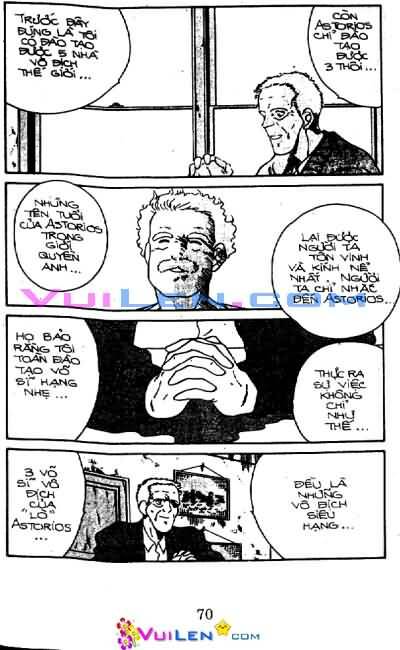 TRƯỚC ĐÂY
ĐÚNG LÀ TÔI
CÓ ĐÀO TẠO
ĐƯỢC 5 NHÀ
VÔ ĐỊCH
THẾ GIỚI...
CÒN
ASTORIOS
CHỈ ĐÀO
TẠO
ĐƯỢC
3 THÔI...
NHƯNG
TÊN TUỔI
CỦA ASTORIOS
TRONG
GIỚI
QUYỀN
ANH...
LẠI ĐƯỢC
NGƯỜI TA
TÔN VINH
VÀ KÍNH NỂ
NHẤT. NGƯỜI
TA CHỈ NHẮC
ĐẾN ASTORIOS...
VuiLen.com
HỌ BẢO
RẰNG TÔI
TOÀN ĐÀO
TẠO VÕ
SĨ HẠNG
NHẸ...
THỰC RA
SỰ VIỆC
KHÔNG
CHỈ
NHƯ
THẾ...
3 VÕ
SĨ VÔ
ĐỊCH
CỦA
"LÒ"
ASTORIOS
...
ĐỀU LÀ
NHỮNG
VÔ ĐỊCH
SIÊU
HẠNG...
70
VuiLen.com